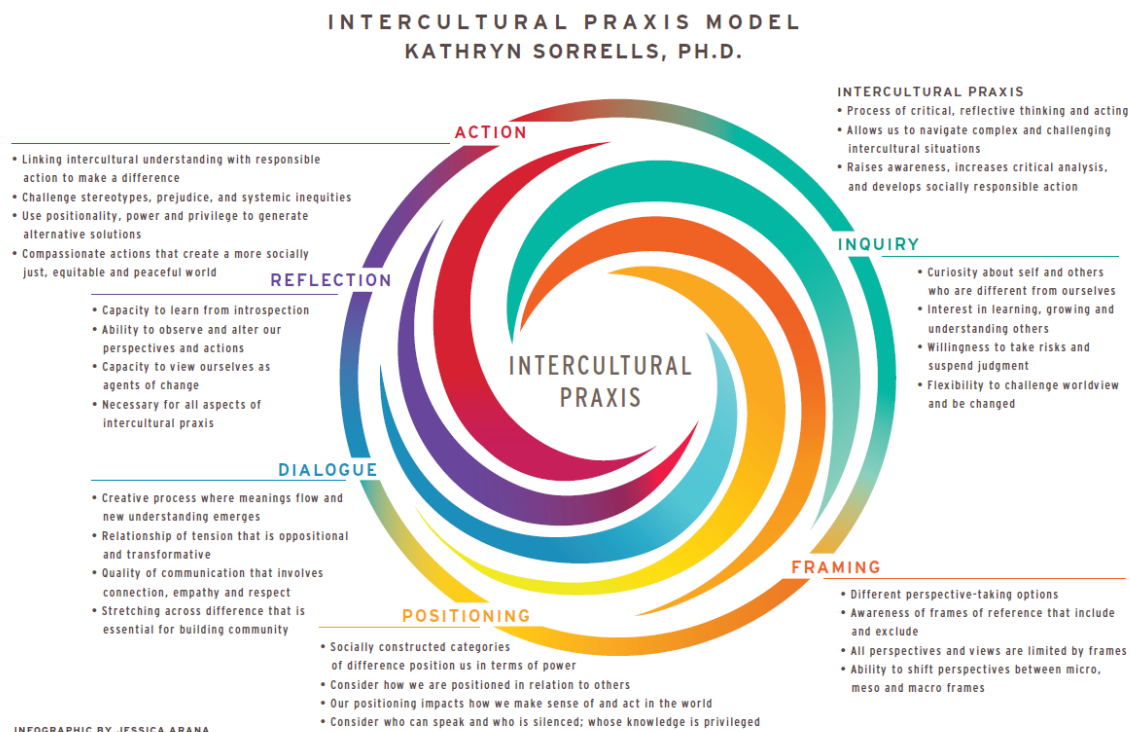 INTERCULTURAL PRAXIS MODEL
KATHRYN SORRELLS, PH.D.
INTERCULTURAL PRAXIS
• Process of critical, reflective thinking and acting
• Allows us to navigate complex and challenging
intercultural situations
• Raises awareness, increases critical analysis,
and develops socially responsible action
INQUIRY
• Curiosity about self and others
who are different from ourselves
• Interest in learning, growing and
understanding others
• Willingness to take risks and
suspend judgment
• Flexibility to challenge worldview
and be changed
FRAMING
• Different perspective-taking options
• Awareness of frames of reference that include
and exclude
• All perspectives and views are limited by frames
• Ability to shift perspectives between micro,
meso and macro frames
POSITIONING
• Socially constructed categories
of difference position us in terms of power
• Consider how we are positioned in relation to others
• Our positioning impacts how we make sense of and act in the world
• Consider who can speak and who is silenced; whose knowledge is privileged
DIALOGUE
• Creative process where meanings flow and
new understanding emerges
• Relationship of tension that is oppositional
and transformative
• Quality of communication that involves
connection, empathy and respect
• Stretching across difference that is
essential for building community
REFLECTION
• Capacity to learn from introspection
• Ability to observe and alter our
perspectives and actions
• Capacity to view ourselves as
agents of change
• Necessary for all aspects of
intercultural praxis
ACTION
• Linking intercultural understanding with responsible
action to make a difference
• Challenge stereotypes, prejudice, and systemic inequities
• Use positionality, power and privilege to generate
alternative solutions
• Compassionate actions that create a more socially
just, equitable and peaceful world
INTERCULTURAL
PRAXIS
INFOGRAPHIC BY JESSICA ARANA